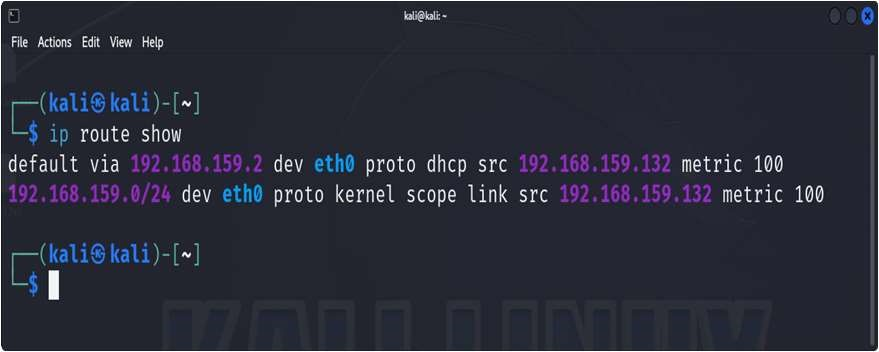 kali@kali: ~
File Actions Edit View Help
┌──(kali㉿kali)-[~]
└─$ ip route show
default via 192.168.159.2 dev eth0 proto dhcp src 192.168.159.132 metric 100
192.168.159.0/24 dev eth0 proto kernel scope link src 192.168.159.132 metric 100
┌──(kali㉿kali)-[~]
└─$
KALI LINUX